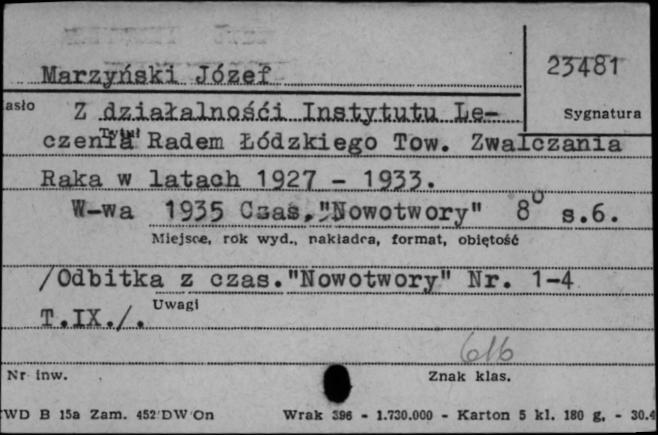 Marzyński Józef
23481
asło
Z działalnośći Instytutu Le-
Sygnatura
Tytuł
czenia Radem Łódzkiego Tow. Zwalczania
Raka w latach 1927 - 1933.
W-wa 1935 Czas."Nowotwory" 8⁰ s.6.
Miejsce, rok wyd., nakładca, format, objętość
/Odbitka z czas."Nowotwory" Nr. 1-4
Uwagi
T.IX./.
616
Nr inw.
Znak klas.
WD B 15a Zam. 452 DW On
Wrak 396 - 1.730.000 - Karton 5 kl. 180 g. - 30.4